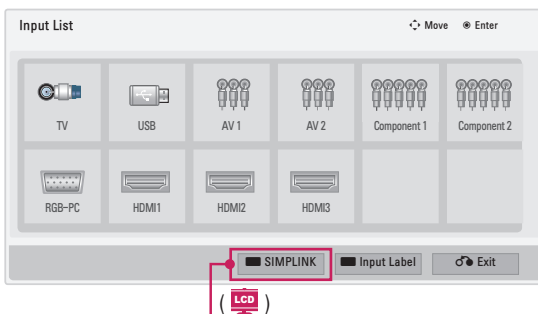 Input List
Move
Enter
TV
USB
AV 1
AV 2
Component 1
Component 2
RGB-PC
HDMI1
HDMI2
HDMI3
SIMPLINK
Input Label
Exit
( LCD )